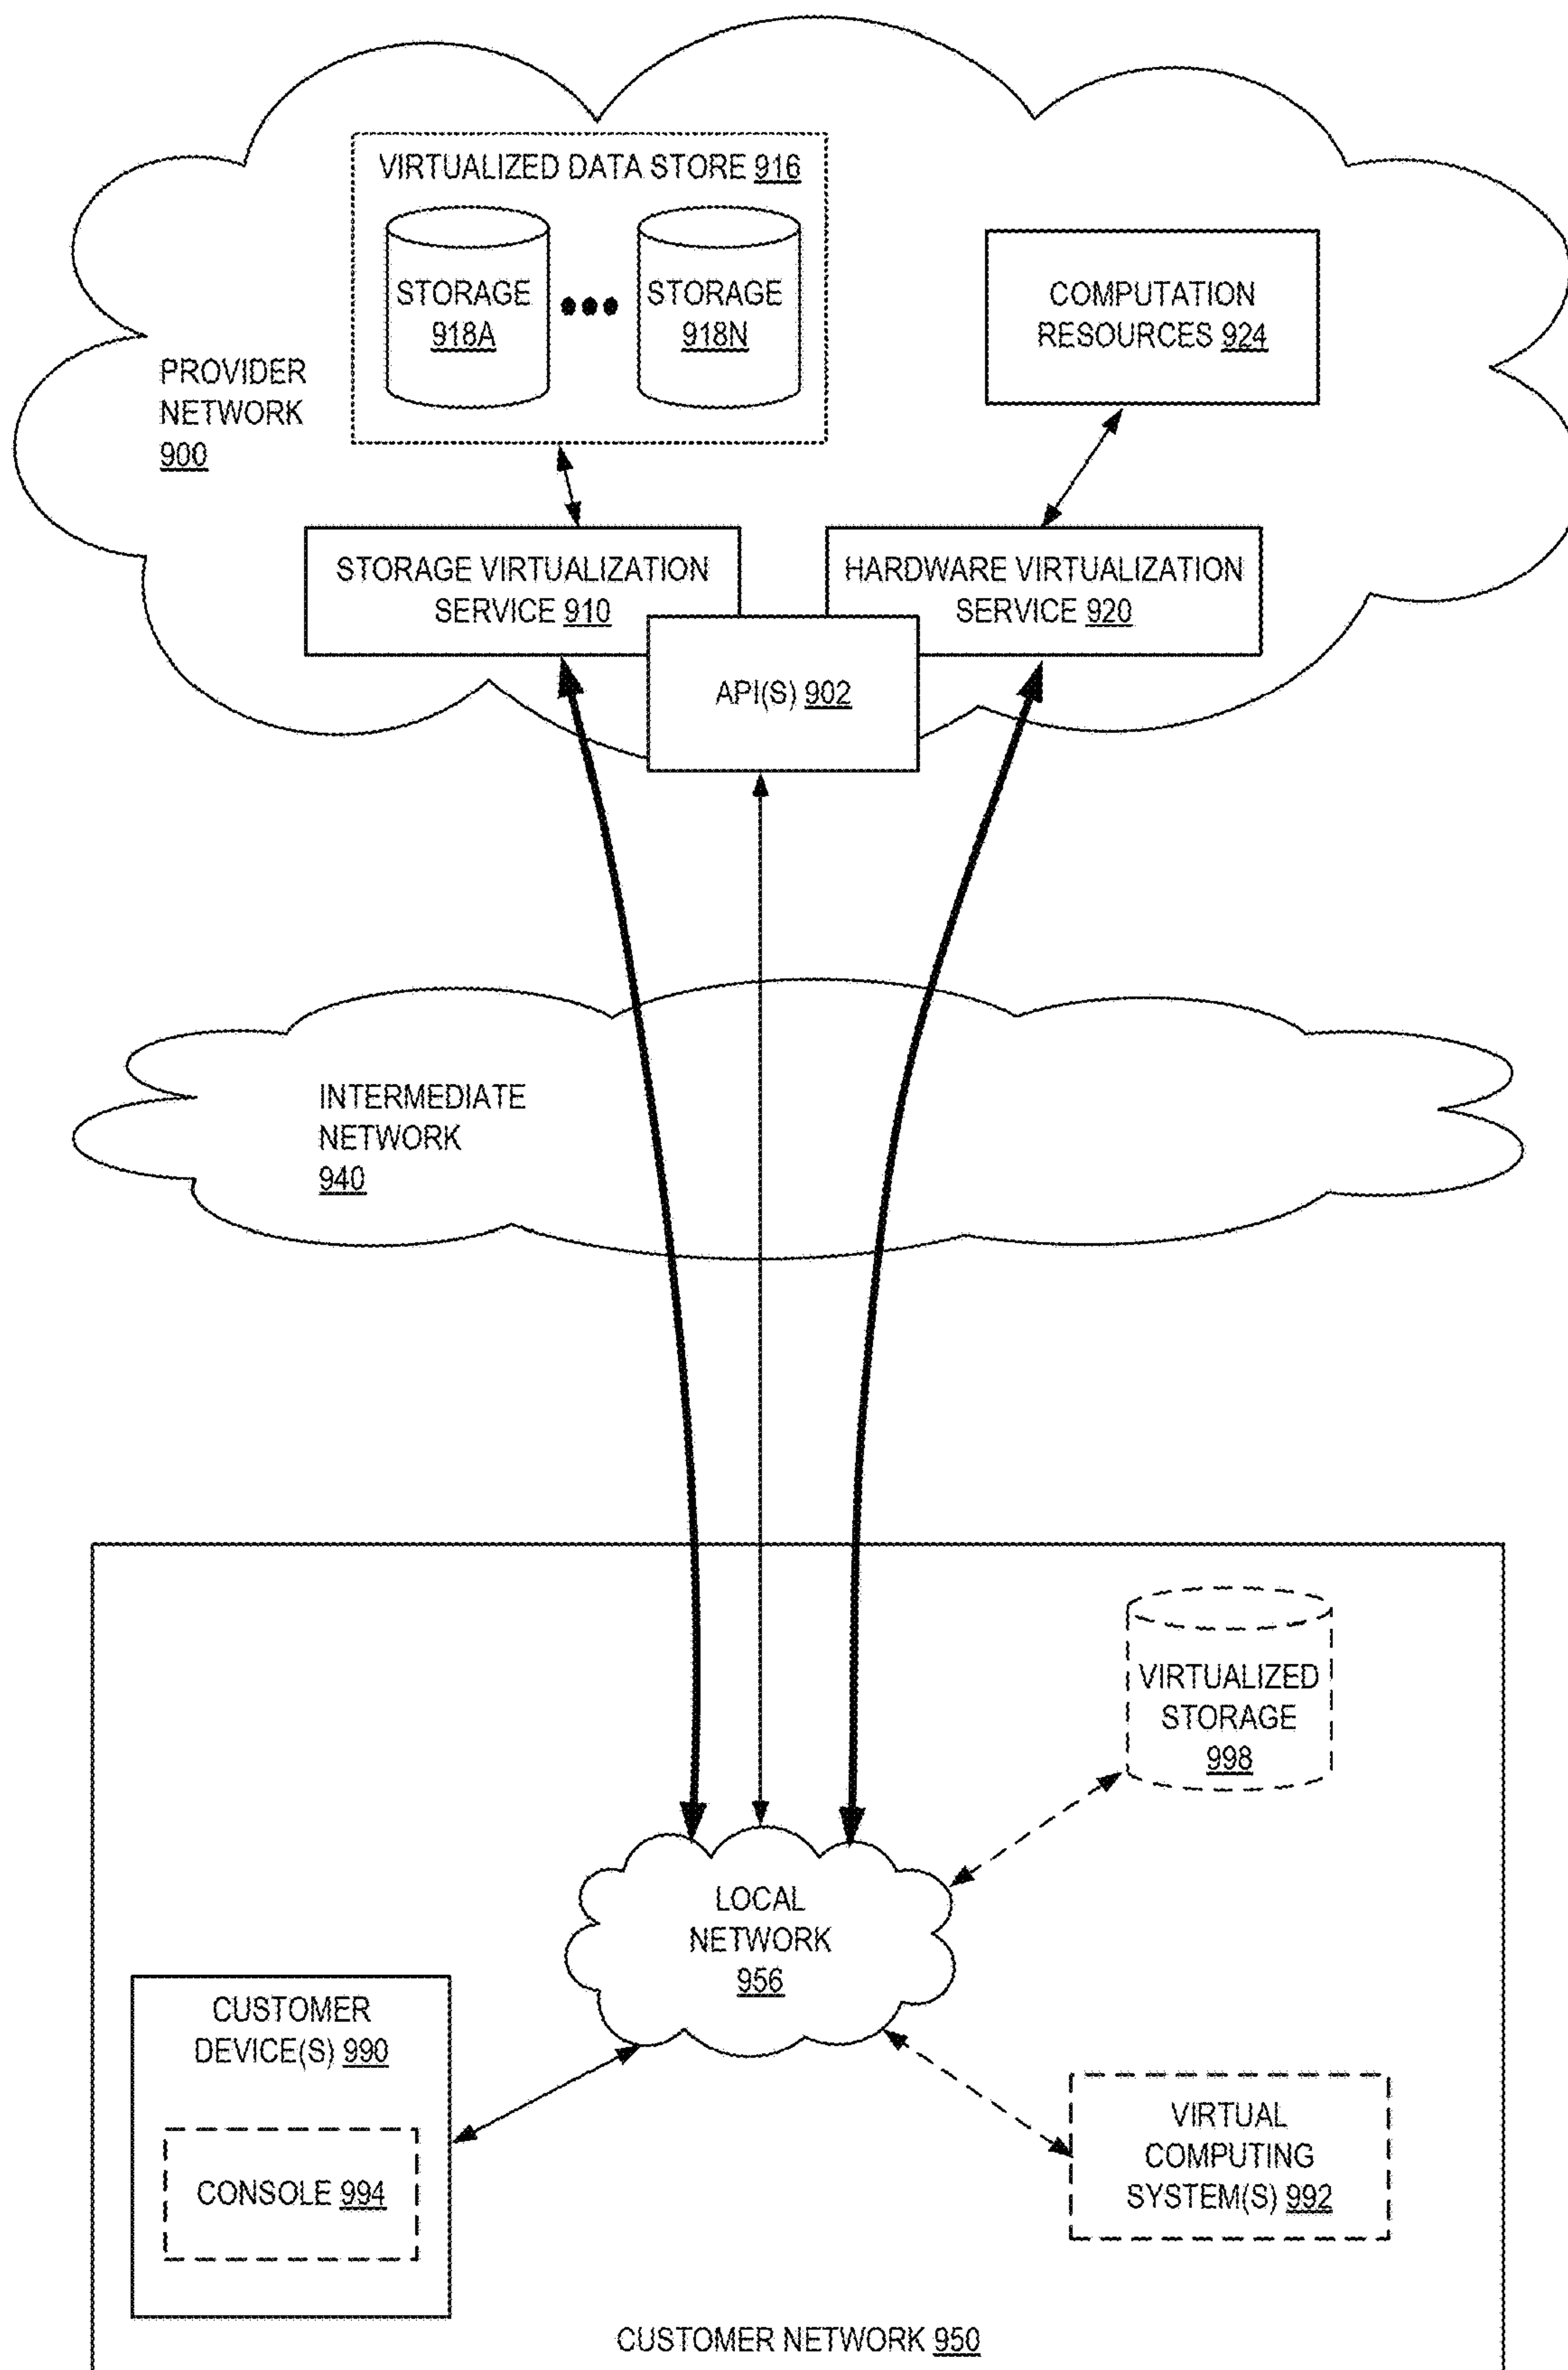 VIRTUALIZED DATA STORE 916
STORAGE
918A
STORAGE
918N
COMPUTATION
RESOURCES 924
PROVIDER
NETWORK
900
STORAGE VIRTUALIZATION
SERVICE 910
HARDWARE VIRTUALIZATION
SERVICE 920
API(S) 902
INTERMEDIATE
NETWORK
940
VIRTUALIZED
STORAGE
998
LOCAL
NETWORK
956
CUSTOMER
DEVICE(S) 990
CONSOLE 994
VIRTUAL
COMPUTING
SYSTEM(S) 992
CUSTOMER NETWORK 950